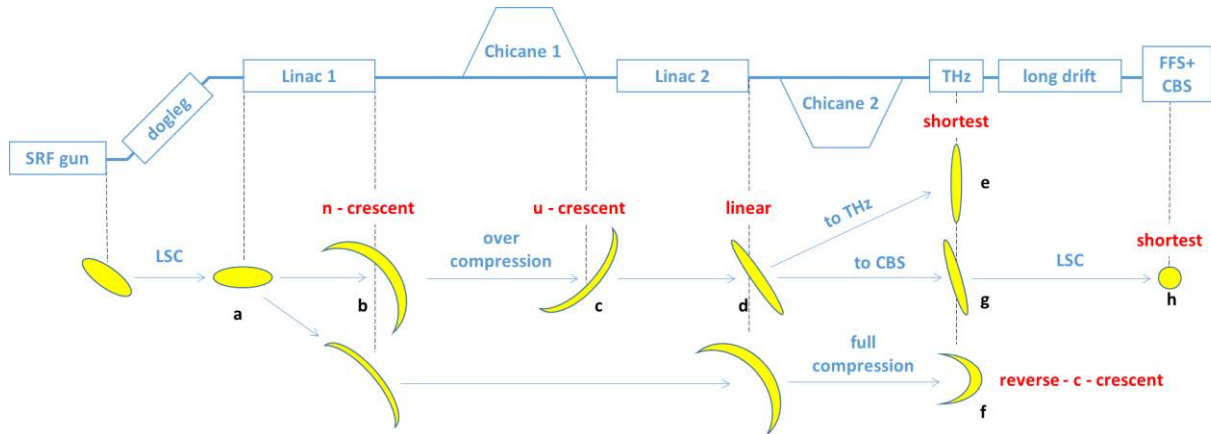 Chicane 1
Linac 1
Linac 2
THz
long drift
FFS+
CBS
dogleg
Chicane 2
SRF gun
shortest
e
n - crescent
u - crescent
linear
to THz
over
compression
shortest
LSC
to CBS
LSC
a
b
c
d
g
h
full
compression
reverse - c - crescent
f